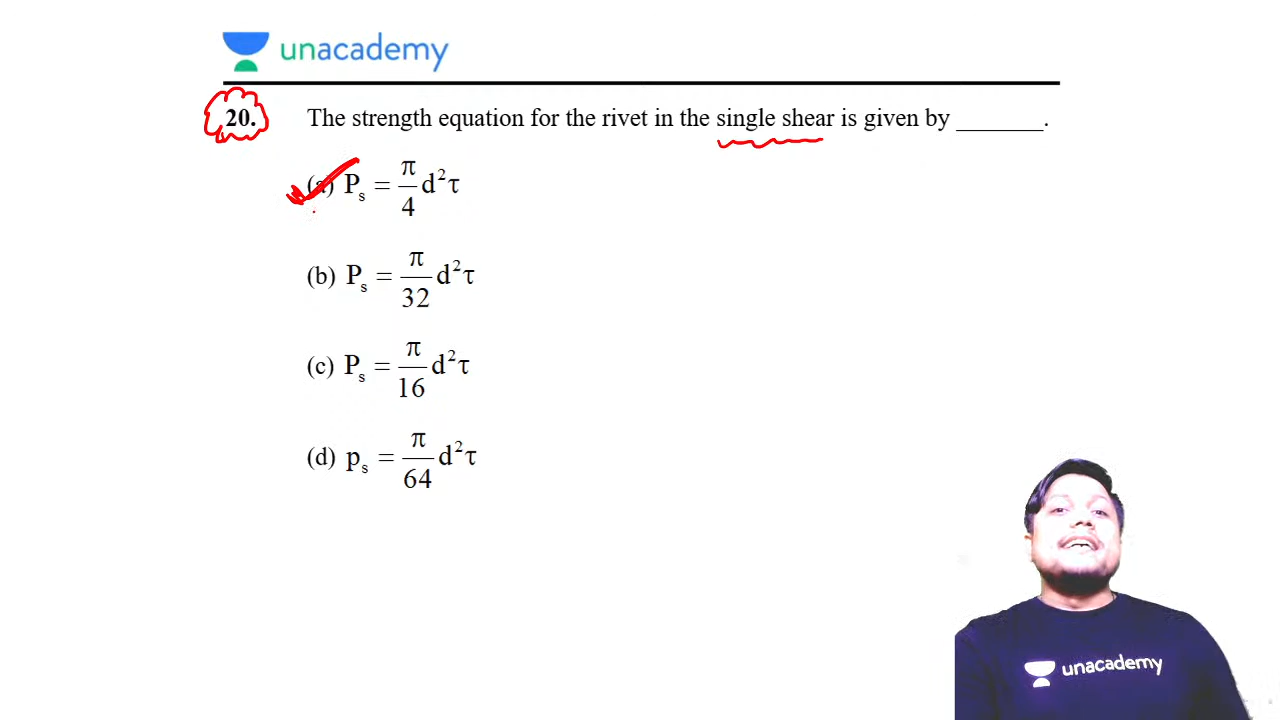 unacademy
20. The strength equation for the rivet in the single shear is given by _______.
(a) Pₛ = π/4 d²τ
(b) Pₛ = π/32 d²τ
(c) Pₛ = π/16 d²τ
(d) pₛ = π/64 d²τ
unacademy